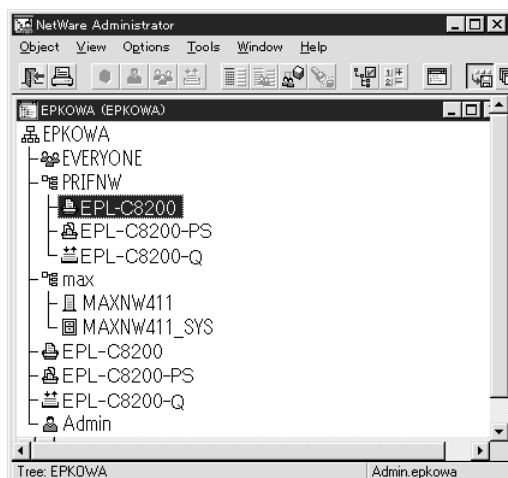 NetWare Administrator
Object View Options Tools Window Help
EPKOWA (EPKOWA)
EPKOWA
EVERYONE
PRIFNW
EPL-C8200
EPL-C8200-PS
EPL-C8200-Q
max
MAXNW411
MAXNW411_SYS
EPL-C8200
EPL-C8200-PS
EPL-C8200-Q
Admin
Tree: EPKOWA Admin.epkowa